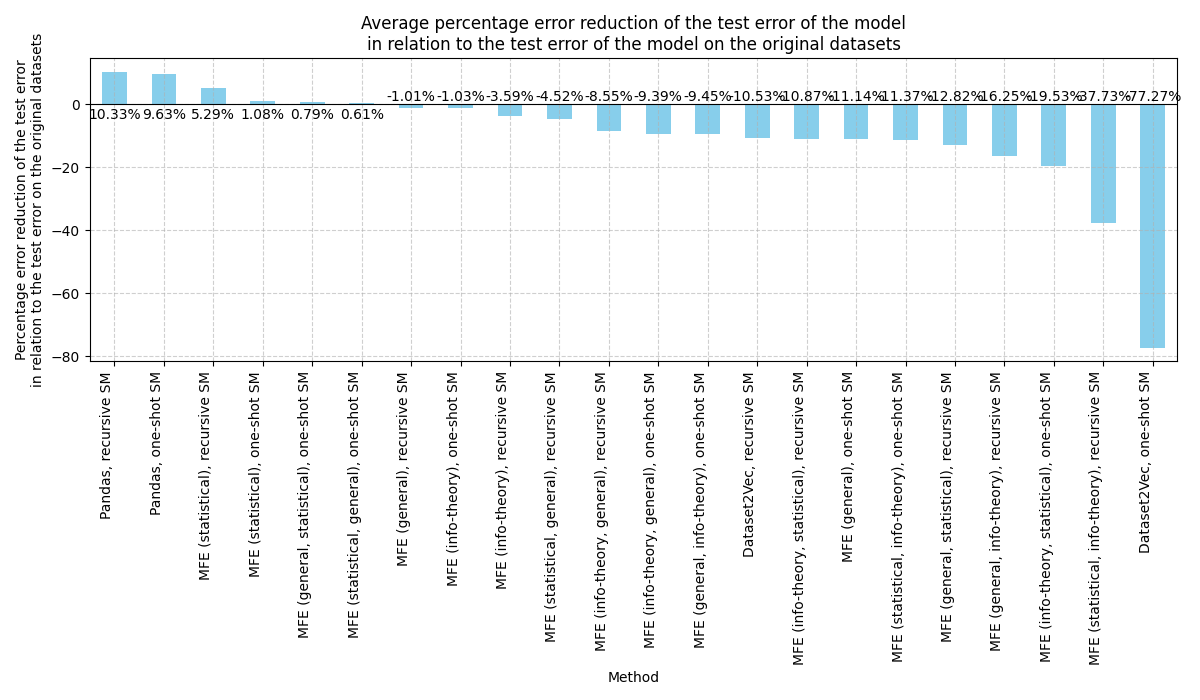 Average percentage error reduction of the test error of the model
in relation to the test error of the model on the original datasets
Percentage error reduction of the test error
in relation to the test error on the original datasets
0
−20
−40
−60
−80
10.33%
9.63%
5.29%
1.08%
0.79%
0.61%
-1.01%
-1.03%
-3.59%
-4.52%
-8.55%
-9.39%
-9.45%
-10.53%
-10.87%
-11.14%
-11.37%
-12.82%
-16.25%
-19.53%
-37.73%
-77.27%
Pandas, recursive SM
Pandas, one-shot SM
MFE (statistical), recursive SM
MFE (statistical), one-shot SM
MFE (general, statistical), one-shot SM
MFE (statistical, general), one-shot SM
MFE (general), recursive SM
MFE (info-theory), one-shot SM
MFE (info-theory), recursive SM
MFE (statistical, general), recursive SM
MFE (info-theory, general), recursive SM
MFE (info-theory, general), one-shot SM
MFE (general, info-theory), one-shot SM
Dataset2Vec, recursive SM
MFE (info-theory, statistical), recursive SM
MFE (general), one-shot SM
MFE (statistical, info-theory), one-shot SM
MFE (general, statistical), recursive SM
MFE (general, info-theory), recursive SM
MFE (info-theory, statistical), one-shot SM
MFE (statistical, info-theory), recursive SM
Dataset2Vec, one-shot SM
Method